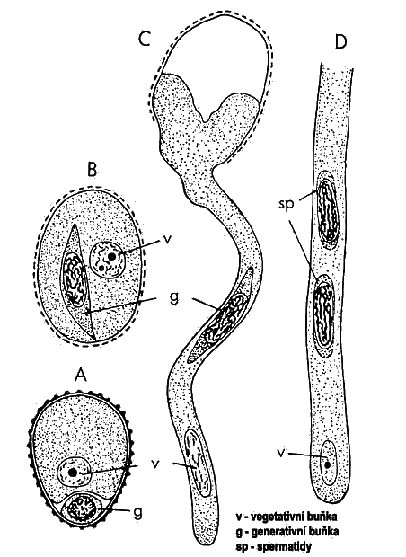 C
D
B
sp
v
g
A
v
v
g
v - vegetativní buňka
g - generativní buňka
sp - spermatidy